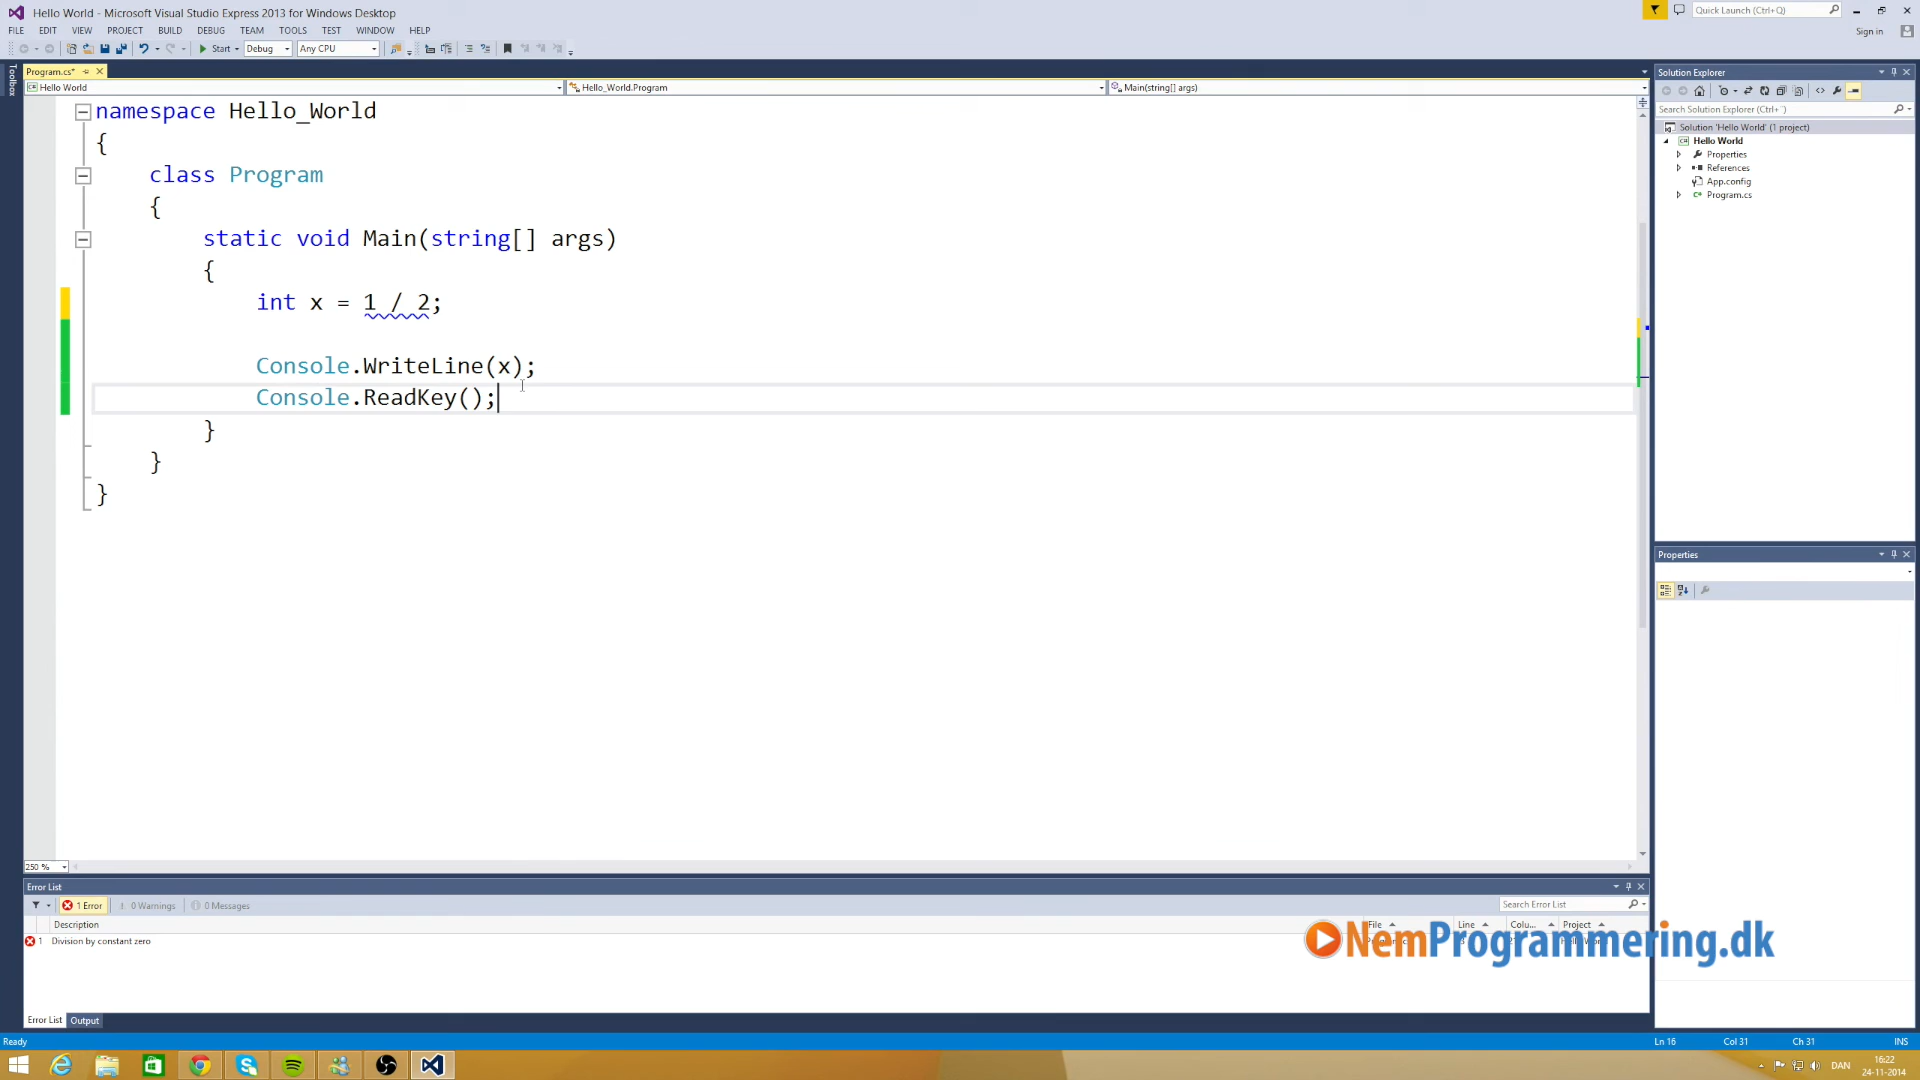 Hello World - Microsoft Visual Studio Express 2013 for Windows Desktop
Quick Launch (Ctrl+Q)
FILE EDIT VIEW PROJECT BUILD DEBUG TEAM TOOLS TEST WINDOW HELP
Sign in
Start Debug Any CPU
Toolbox
Program.cs*
Hello World
Hello_World.Program
Main(string[] args)
namespace Hello_World
{
class Program
{
static void Main(string[] args)
{
int x = 1 / 2;
Console.WriteLine(x);
Console.ReadKey();
}
}
}
250 %
Solution Explorer
Search Solution Explorer (Ctrl+¨)
Solution 'Hello World' (1 project)
Hello World
Properties
References
App.config
Program.cs
Properties
Error List
1 Error
0 Warnings
0 Messages
Search Error List
Description File Line Colu... Project
1 Division by constant zero
NemProgrammering.dk
Error List Output
Ready
Ln 16 Col 31 Ch 31 INS
DAN
16:22
24-11-2014